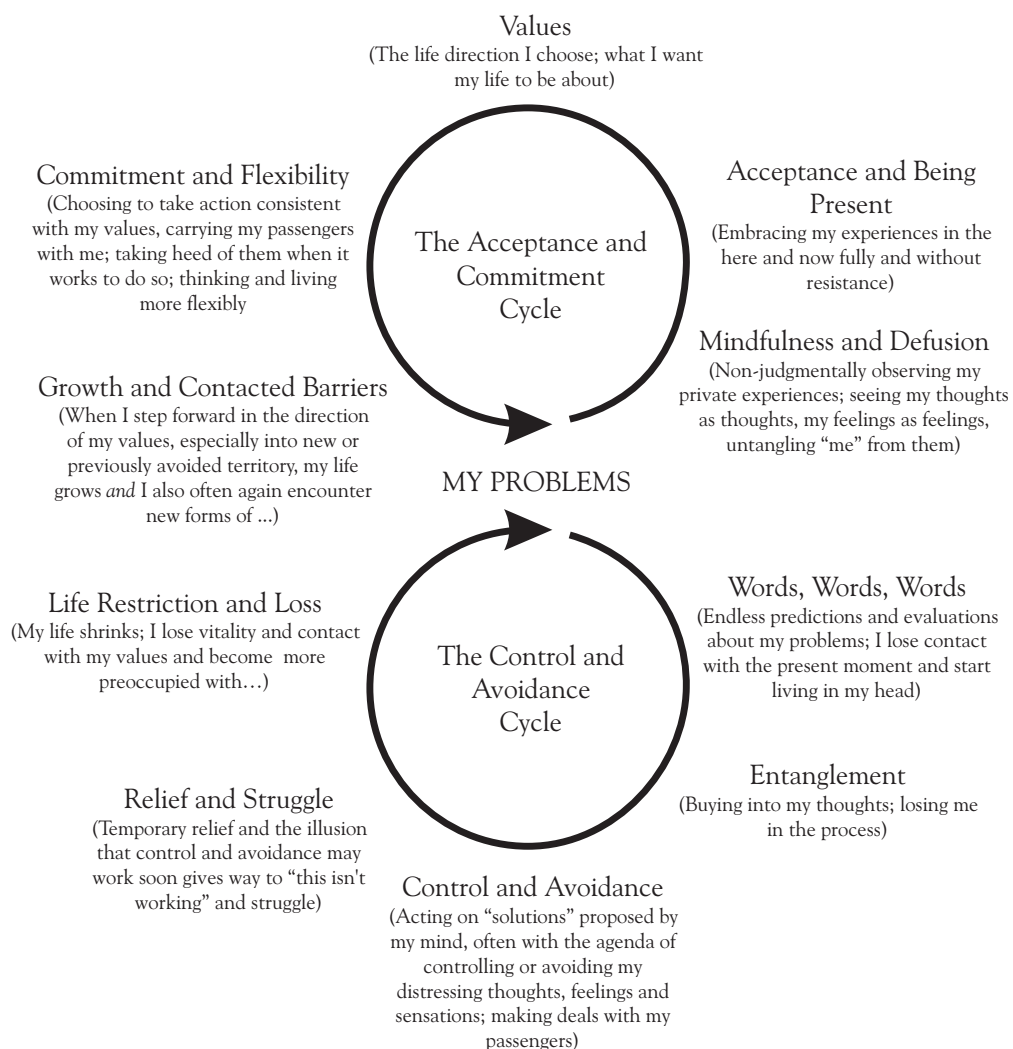 Values
(The life direction I choose; what I want
my life to be about)
Commitment and Flexibility
(Choosing to take action consistent
with my values, carrying my passengers
with me; taking heed of them when it
works to do so; thinking and living
more flexibly
The Acceptance and
Commitment
Cycle
Acceptance and Being
Present
(Embracing my experiences in the
here and now fully and without
resistance)
Mindfulness and Defusion
(Non-judgmentally observing my
private experiences; seeing my thoughts
as thoughts, my feelings as feelings,
untangling “me” from them)
Growth and Contacted Barriers
(When I step forward in the direction
of my values, especially into new or
previously avoided territory, my life
grows and I also often again encounter
new forms of ...)
MY PROBLEMS
Life Restriction and Loss
(My life shrinks; I lose vitality and contact
with my values and become more
preoccupied with…)
The Control and
Avoidance
Cycle
Words, Words, Words
(Endless predictions and evaluations
about my problems; I lose contact
with the present moment and start
living in my head)
Entanglement
(Buying into my thoughts; losing me
in the process)
Relief and Struggle
(Temporary relief and the illusion
that control and avoidance may
work soon gives way to “this isn't
working” and struggle)
Control and Avoidance
(Acting on “solutions” proposed by
my mind, often with the agenda of
controlling or avoiding my
distressing thoughts, feelings and
sensations; making deals with my
passengers)